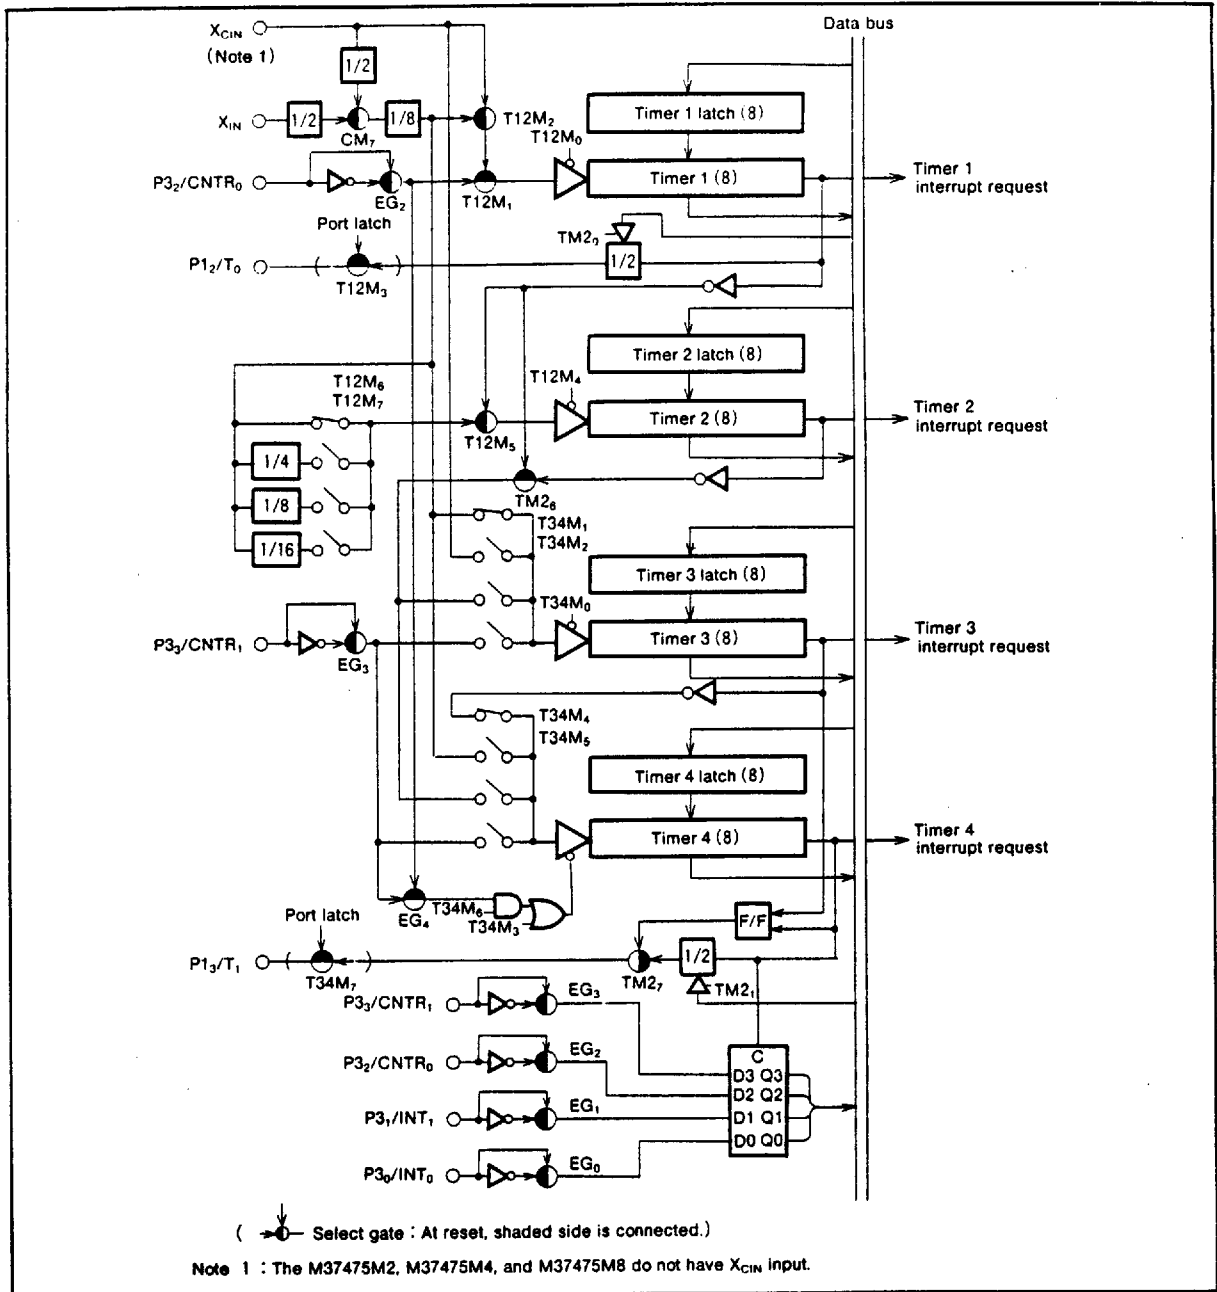 Data bus
X_CIN
(Note 1)
1/2
Timer 1 latch (8)
X_IN
1/2
1/8
T12M₂
CM₇
T12M₀
P3₂/CNTR₀
EG₂
T12M₁
Timer 1 (8)
Timer 1
interrupt request
Port latch
TM2₀
1/2
P1₂/T₀
T12M₃
Timer 2 latch (8)
T12M₆
T12M₇
T12M₄
T12M₅
Timer 2 (8)
Timer 2
interrupt request
1/4
1/8
1/16
TM2₆
T34M₁
T34M₂
Timer 3 latch (8)
T34M₀
P3₃/CNTR₁
EG₃
Timer 3 (8)
Timer 3
interrupt request
T34M₄
T34M₅
Timer 4 latch (8)
Timer 4 (8)
Timer 4
interrupt request
EG₄
T34M₆
T34M₃
F/F
Port latch
P1₃/T₁
T34M₇
TM2₇
1/2
TM2₁
P3₃/CNTR₁
EG₃
P3₂/CNTR₀
EG₂
P3₁/INT₁
EG₁
P3₀/INT₀
EG₀
C
D3 Q3
D2 Q2
D1 Q1
D0 Q0
( Select gate : At reset, shaded side is connected.)
Note 1 : The M37475M2, M37475M4, and M37475M8 do not have X_CIN input.